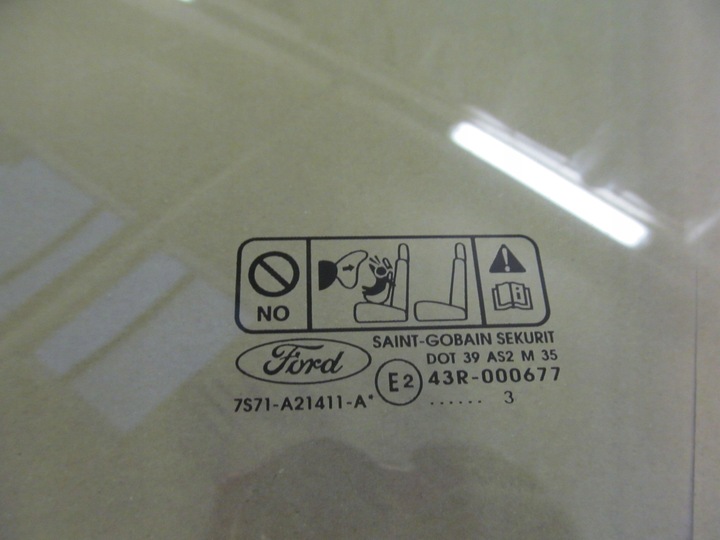 NO
SAINT-GOBAIN SEKURIT
Ford
DOT 39 AS2 M 35
E2 43R-000677
7S71-A21411-A*
...... 3